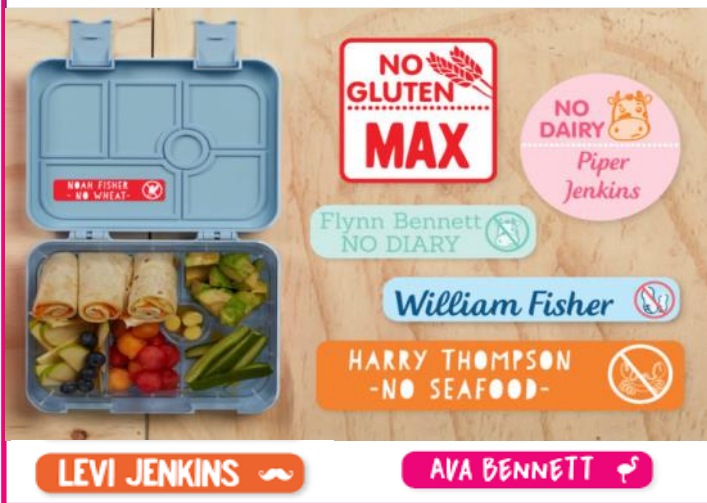 NO
GLUTEN
MAX
NO
DAIRY
Piper
Jenkins
NOAH FISHER
- NO WHEAT-
Flynn Bennett
NO DIARY
William Fisher
HARRY THOMPSON
-NO SEAFOOD-
LEVI JENKINS
AVA BENNETT